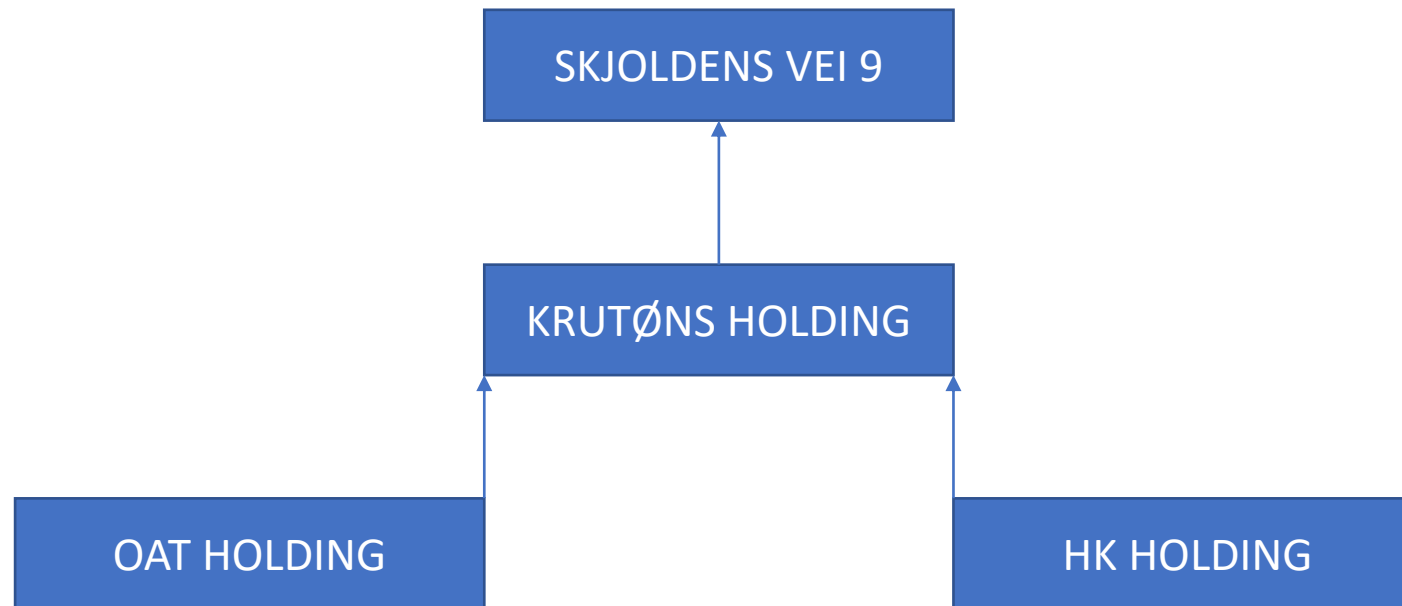 SKJOLDENS VEI 9
KRUTØNS HOLDING
OAT HOLDING
HK HOLDING